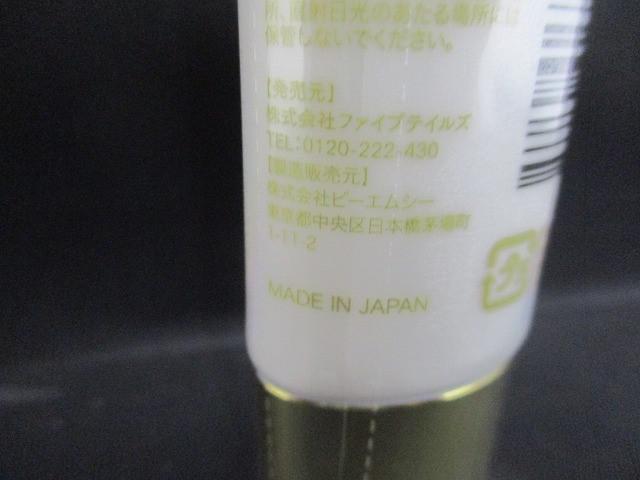 所、直射日光のあたる場所には
保管しないでください。
【発売元】
株式会社ファイブテイルズ
TEL:0120-222-430
【製造販売元】
株式会社ピーエムシー
東京都中央区日本橋茅場町
1-11-2
MADE IN JAPAN
プラ